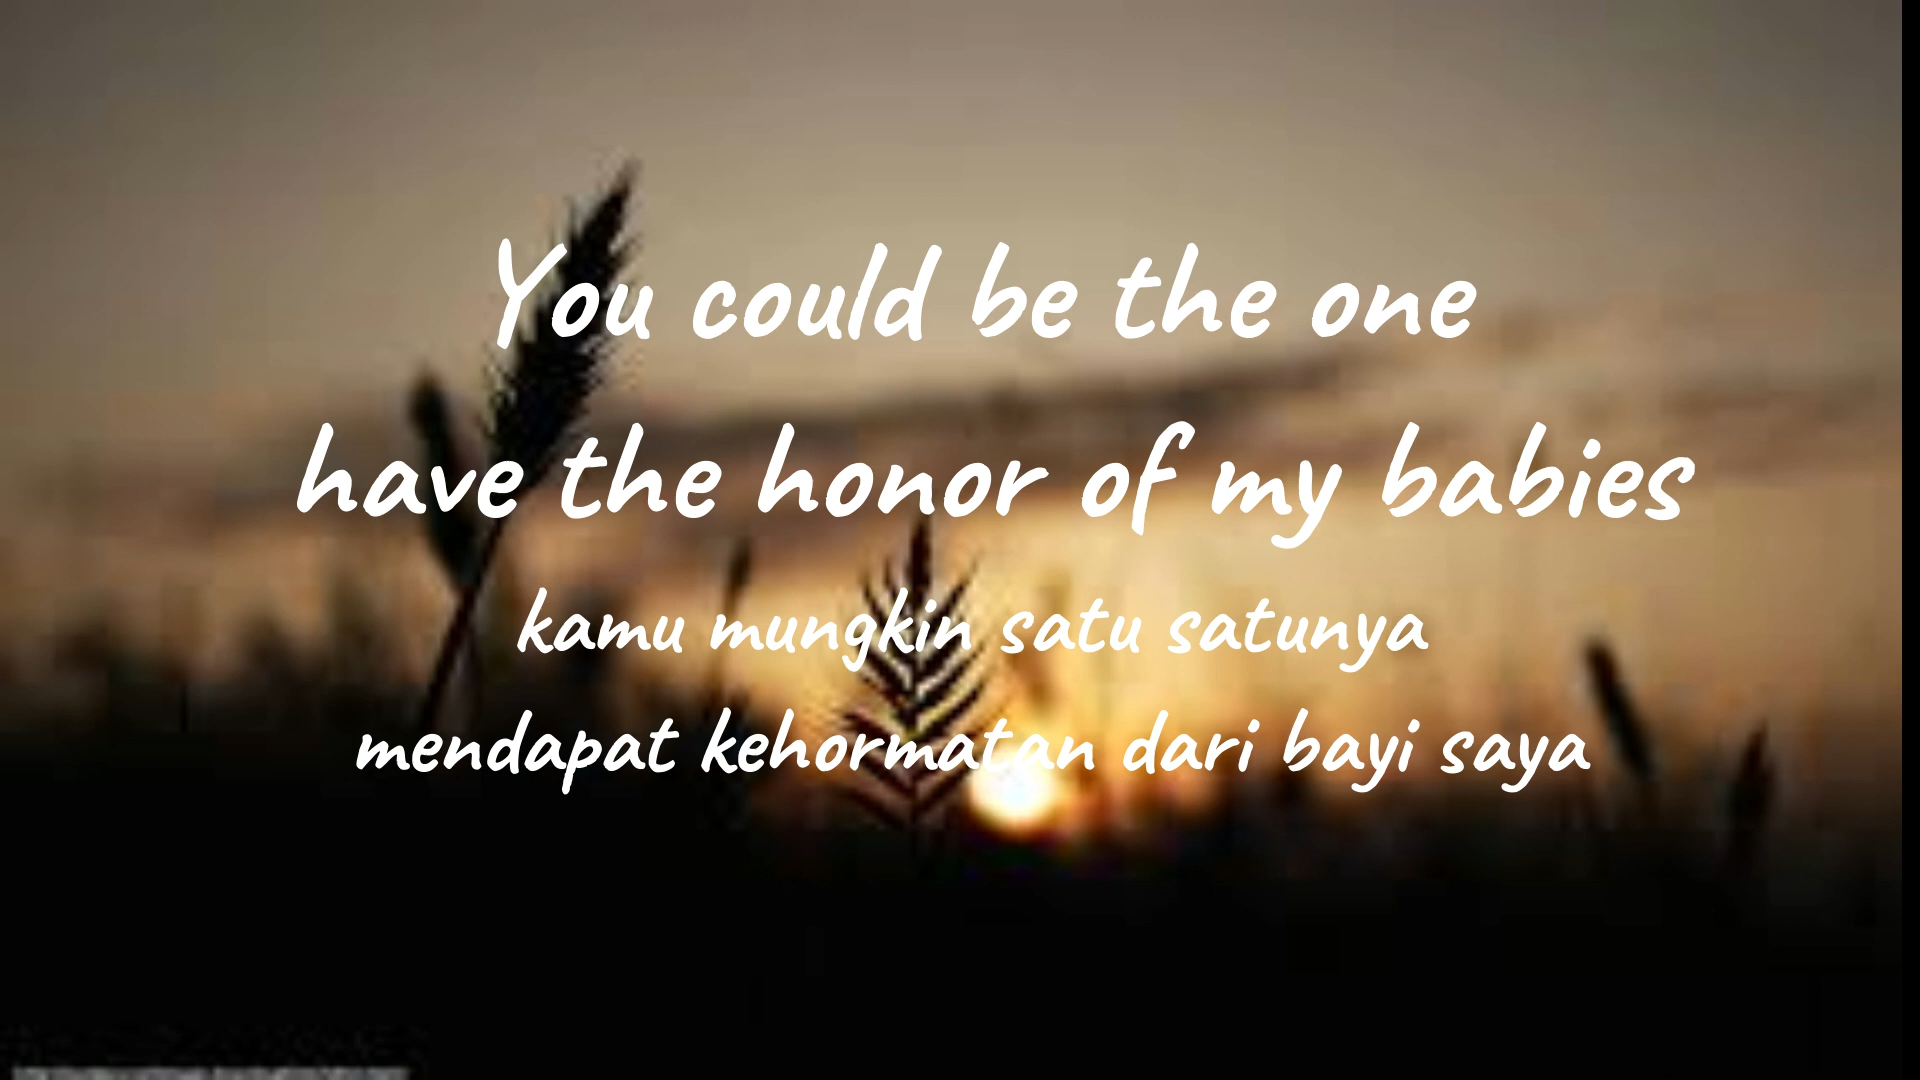 You could be the one
have the honor of my babies
kamu mungkin satu satunya
mendapat kehormatan dari bayi saya